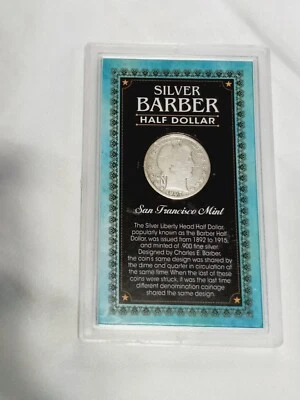 SILVER
BARBER
HALF DOLLAR
San Francisco Mint
The Silver Liberty Head Half Dollar,
popularly known as the Barber Half
Dollar, was issued from 1892 to 1915,
and minted of .900 fine silver.
Designed by Charles E. Barber,
the coin's same design was shared by
the dime and quarter in circulation at
the same time. When the last of these
coins were struck, it was the last time
different denomination coinage
shared the same design.